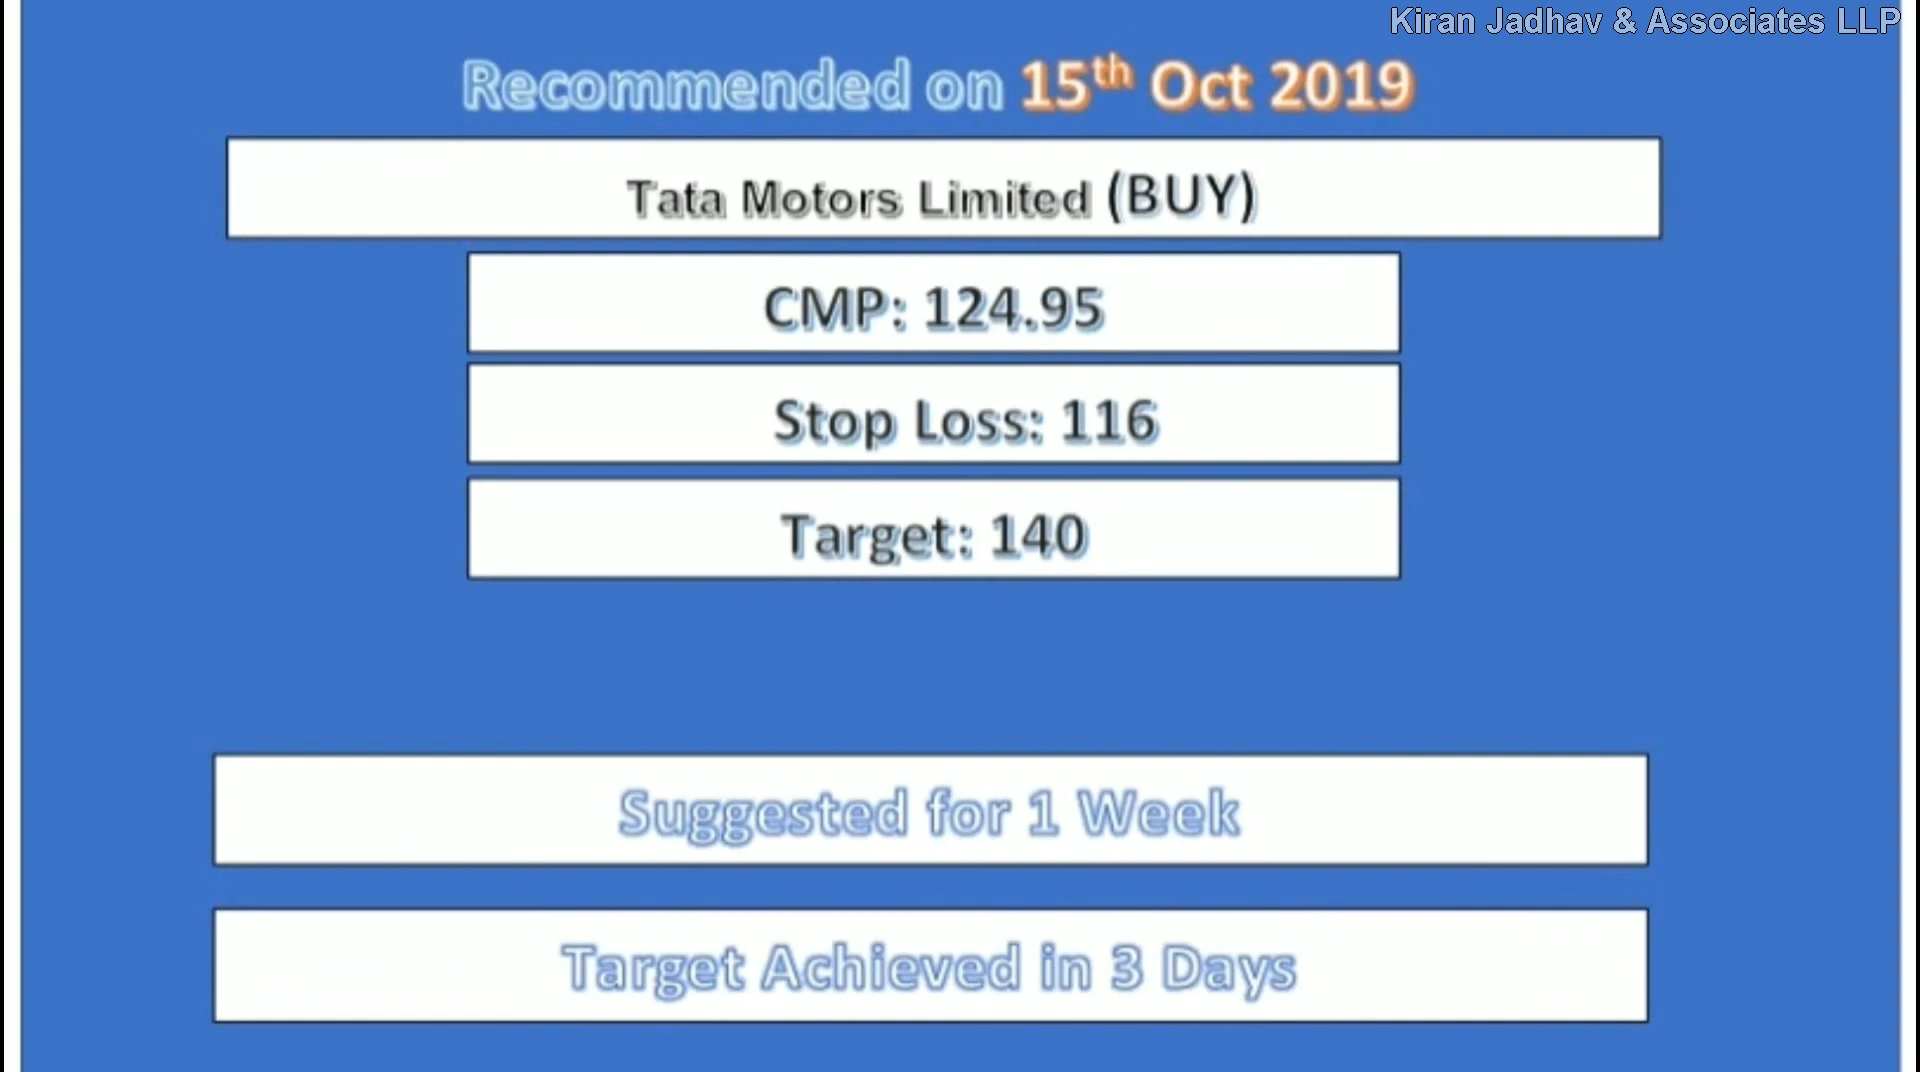 Kiran Jadhav & Associates LLP
Recommended on 15th Oct 2019
Tata Motors Limited (BUY)
CMP: 124.95
Stop Loss: 116
Target: 140
Suggested for 1 Week
Target Achieved in 3 Days